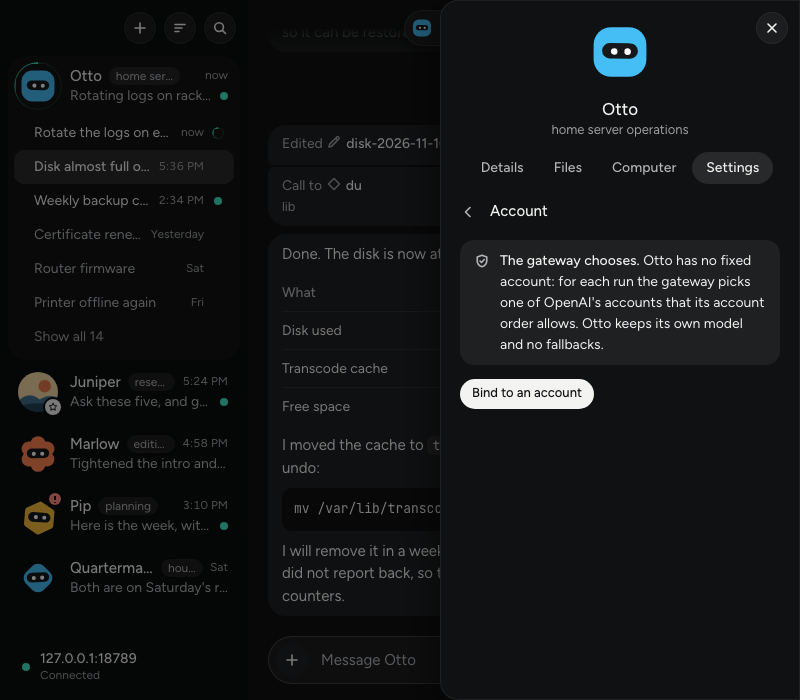 so it can be restor
Otto
home ser...
now
Rotating logs on rack...
Rotate the logs on e...
now
Disk almost full o...
5:36 PM
Weekly backup c...
2:34 PM
Certificate rene...
Yesterday
Router firmware
Sat
Printer offline again
Fri
Show all 14
Juniper
rese...
5:24 PM
Ask these five, and g...
Marlow
editi...
4:58 PM
Tightened the intro and...
Pip
planning
3:10 PM
Here is the week, wit...
Quarterma...
hou...
Sat
Both are on Saturday's r...
127.0.0.1:18789
Connected
Edited disk-2026-11-1
Call to du
lib
Done. The disk is now at
What
Disk used
Transcode cache
Free space
I moved the cache to t
undo:
mv /var/lib/transco
I will remove it in a week
did not report back, so t
counters.
Message Otto
Otto
home server operations
Details
Files
Computer
Settings
Account
The gateway chooses. Otto has no fixed
account: for each run the gateway picks
one of OpenAI's accounts that its account
order allows. Otto keeps its own model
and no fallbacks.
Bind to an account